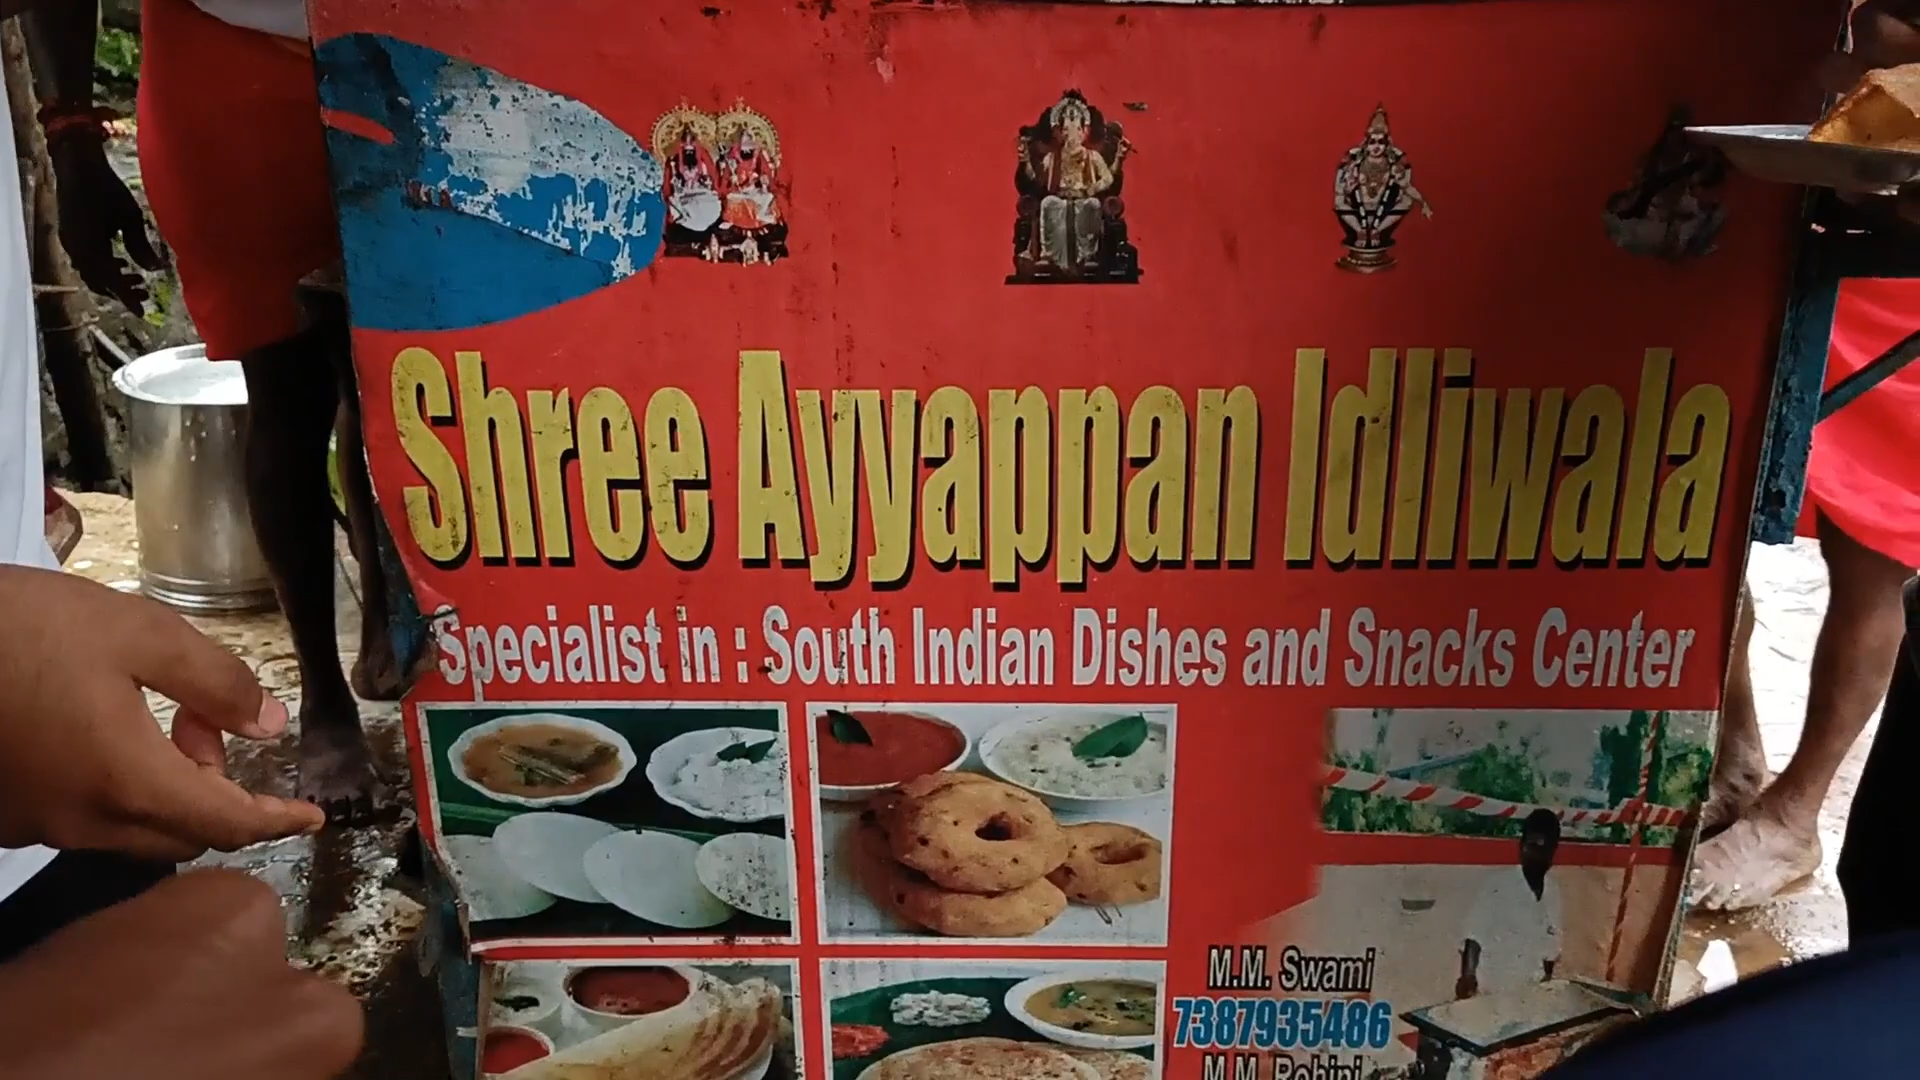 Shree Ayyappan Idliwala
Specialist in : South Indian Dishes and Snacks Center
M.M. Swami
7387935486
M.M. Rohini